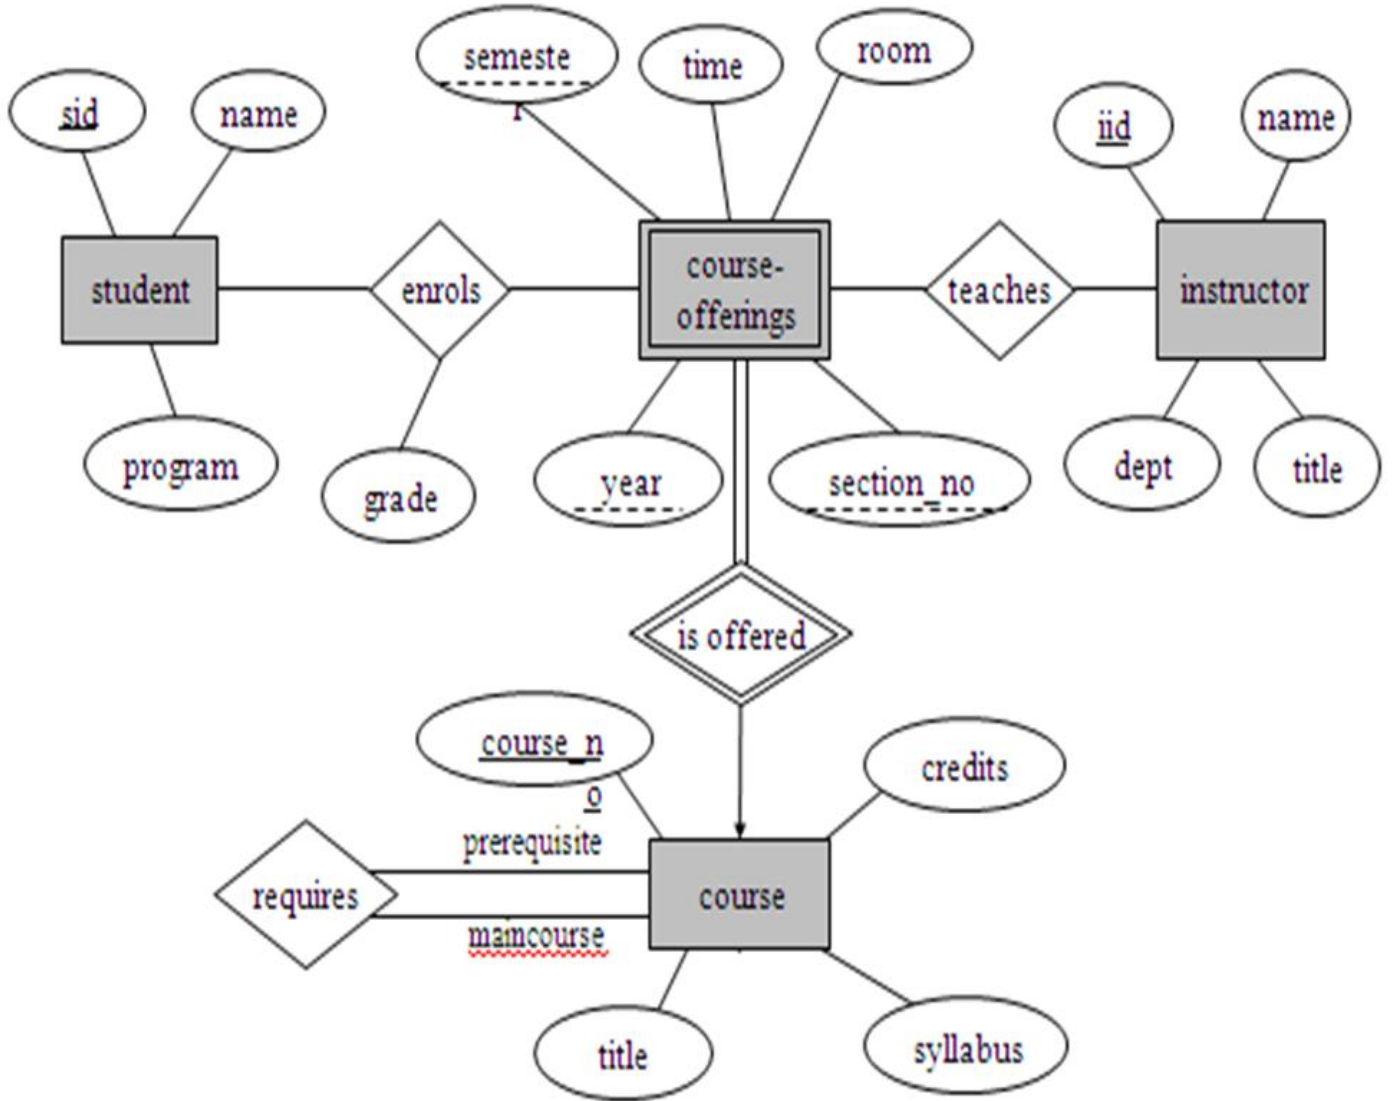 semeste
r
time
room
sid
name
iid
name
student
enrols
course-
offerings
teaches
instructor
program
grade
year
section_no
dept
title
is offered
course_n
o
credits
prerequisite
requires
course
maincourse
title
syllabus